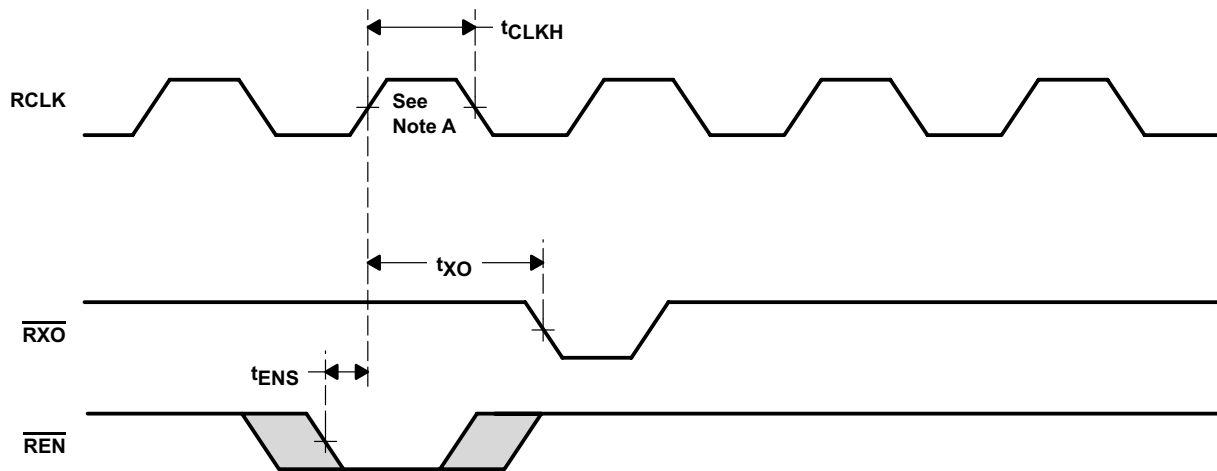 tCLKH
RCLK
See
Note A
tXO
RXO
tENS
REN